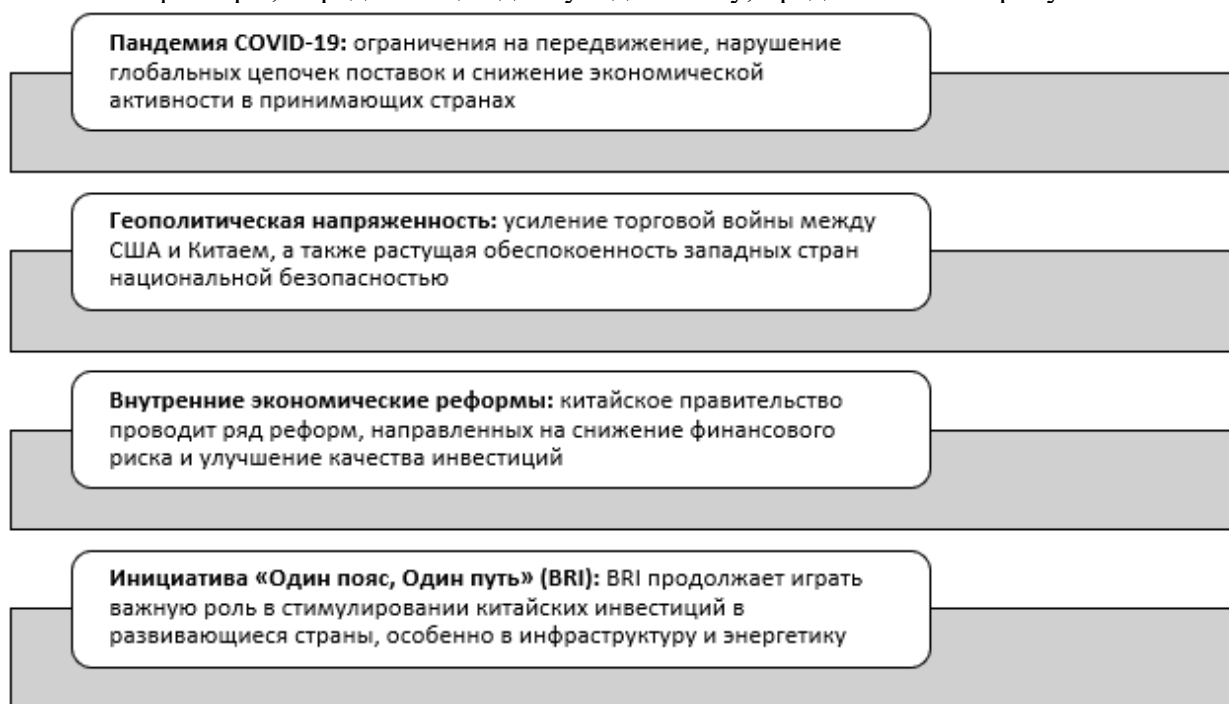 Пандемия COVID-19: ограничения на передвижение, нарушение
глобальных цепочек поставок и снижение экономической
активности в принимающих странах
Геополитическая напряженность: усиление торговой войны между
США и Китаем, а также растущая обеспокоенность западных стран
национальной безопасностью
Внутренние экономические реформы: китайское правительство
проводит ряд реформ, направленных на снижение финансового
риска и улучшение качества инвестиций
Инициатива «Один пояс, Один путь» (BRI): BRI продолжает играть
важную роль в стимулировании китайских инвестиций в
развивающиеся страны, особенно в инфраструктуру и энергетику